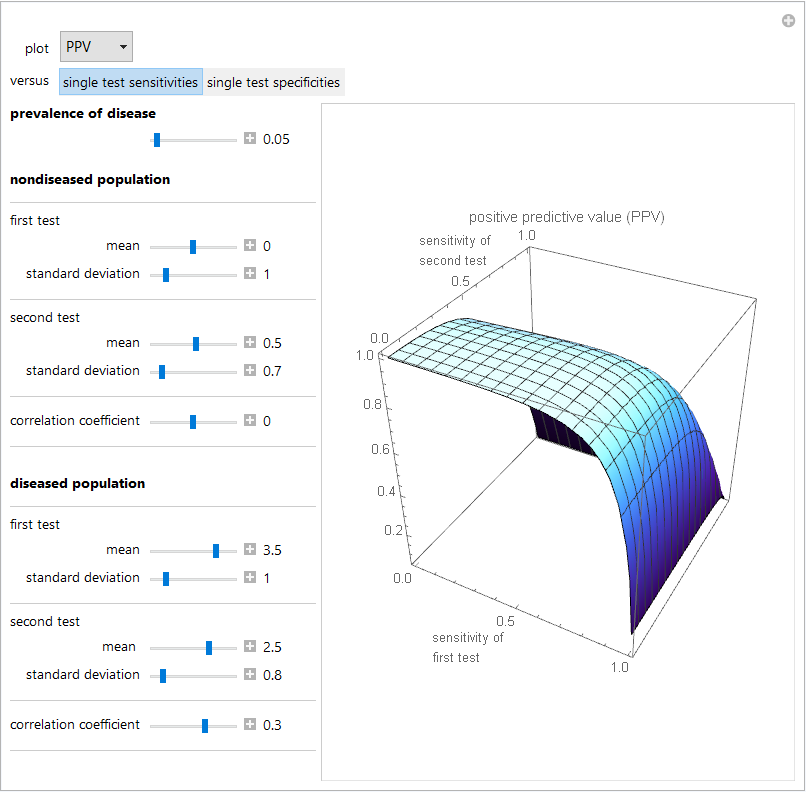 plot PPV
versus single test sensitivities single test specificities
prevalence of disease
0.05
nondiseased population
first test
mean 0
standard deviation 1
second test
mean 0.5
standard deviation 0.7
correlation coefficient 0
diseased population
first test
mean 3.5
standard deviation 1
second test
mean 2.5
standard deviation 0.8
correlation coefficient 0.3
positive predictive value (PPV)
sensitivity of
second test
1.0
0.5
0.0
1.0
0.8
0.6
0.4
0.2
0.0
0.5
1.0
sensitivity of
first test